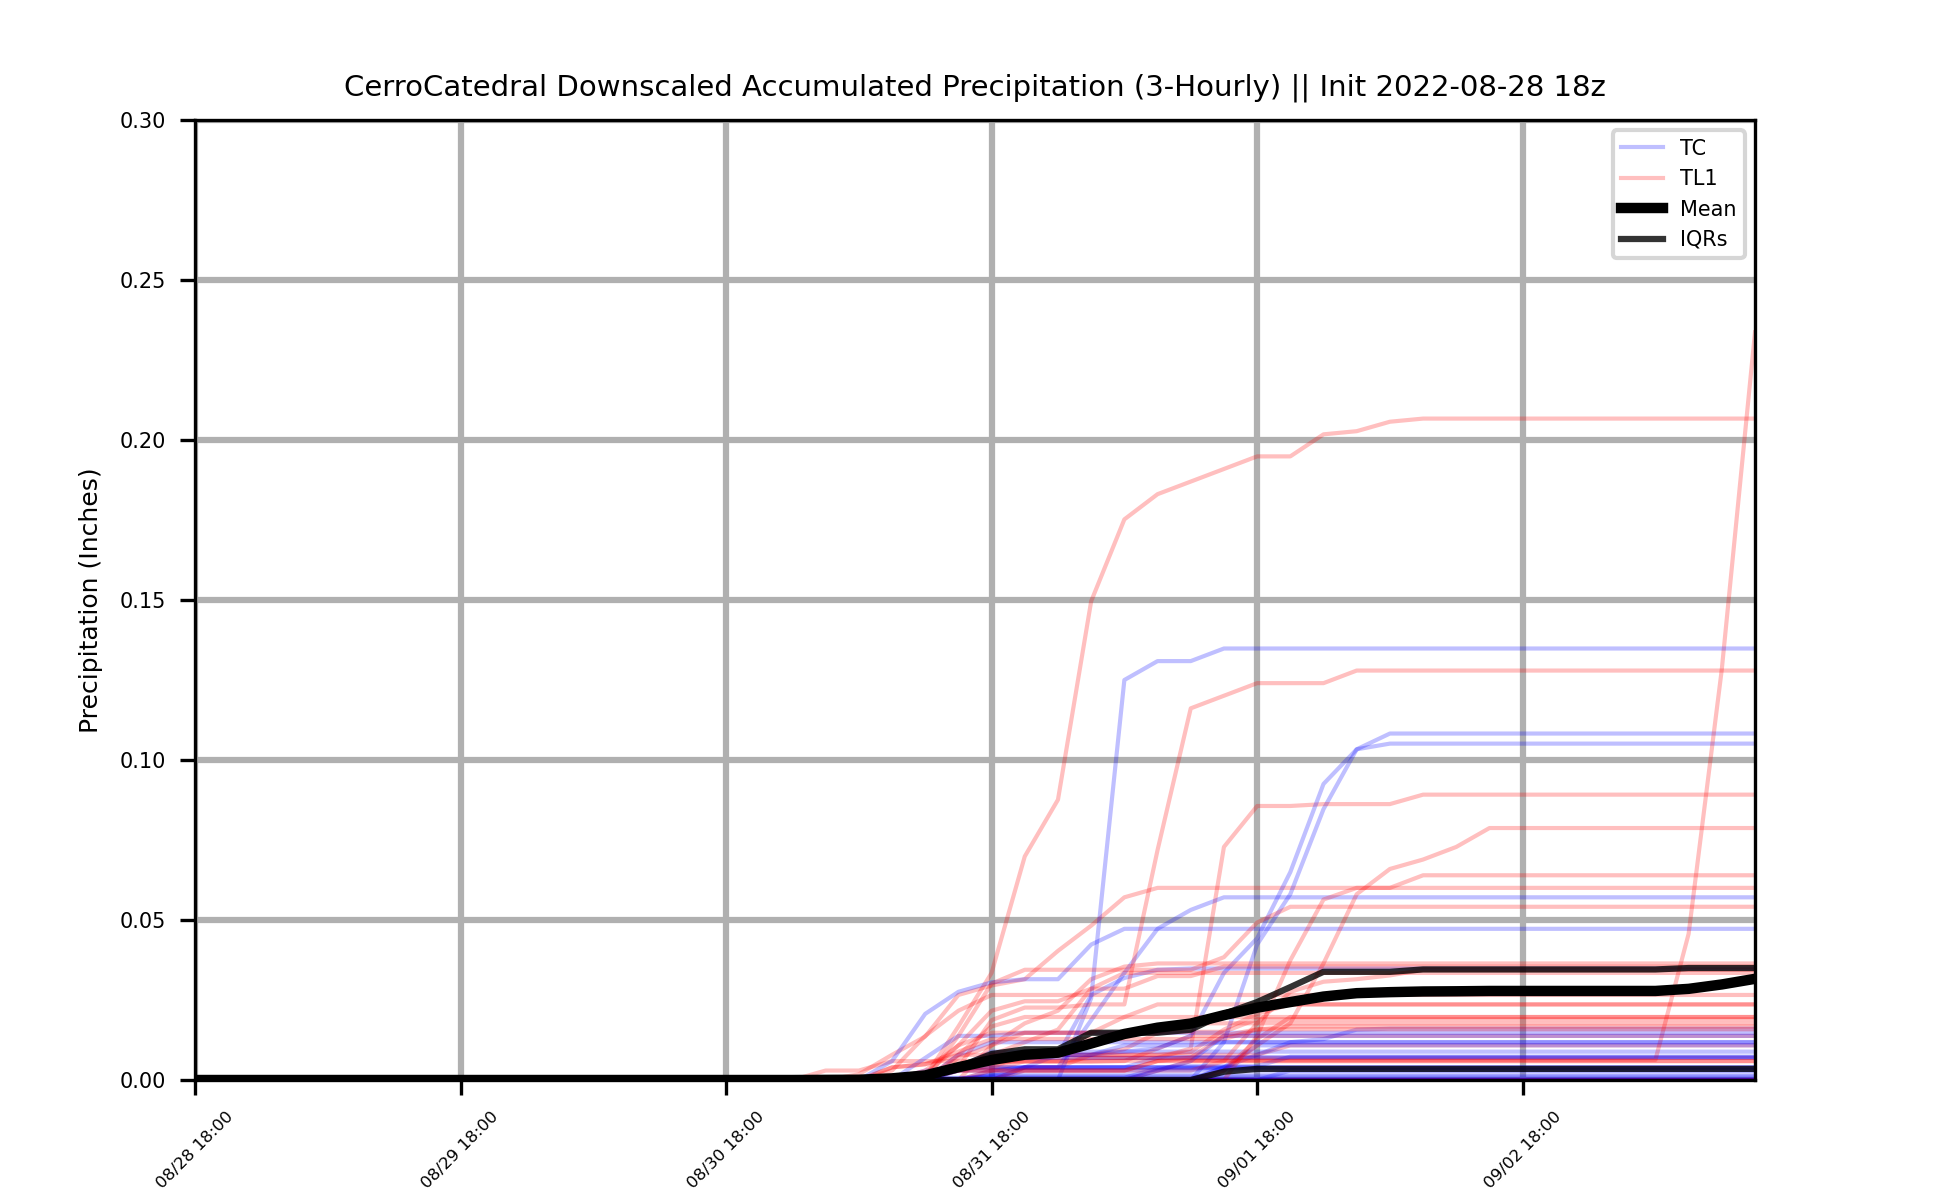 CerroCatedral Downscaled Accumulated Precipitation (3-Hourly) || Init 2022-08-28 18z
Precipitation (Inches)
0.30
0.25
0.20
0.15
0.10
0.05
0.00
TC
TL1
Mean
IQRs
08/28 18:00
08/29 18:00
08/30 18:00
08/31 18:00
09/01 18:00
09/02 18:00